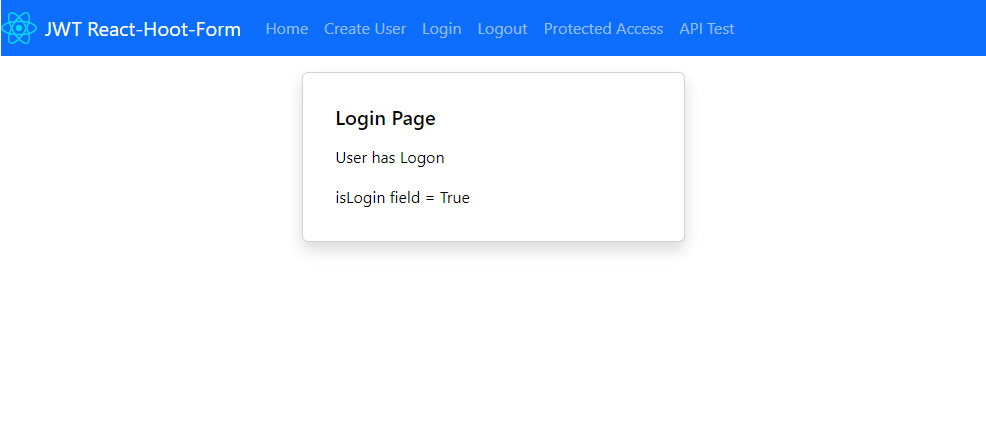 JWT React-Hoot-Form Home Create User Login Logout Protected Access API Test
Login Page
User has Logon
isLogin field = True